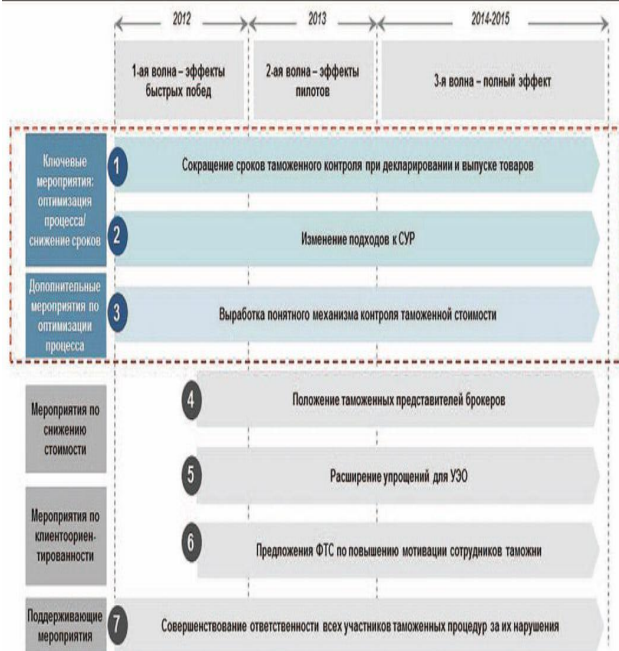 2012 2013 2014-2015
1-ая волна – эффекты
быстрых побед
2-ая волна – эффекты
пилотов
3-я волна – полный эффект
Ключевые
мероприятия:
оптимизация
процесса/
снижение сроков
1 Сокращение сроков таможенного контроля при декларировании и выпуске товаров
2 Изменение подходов к СУР
Дополнительные
мероприятия по
оптимизации
процесса
3 Выработка понятного механизма контроля таможенной стоимости
Мероприятия по
снижению
стоимости
4 Положение таможенных представителей брокеров
5 Расширение упрощений для УЭО
Мероприятия по
клиентоориен-
тированности
6 Предложения ФТС по повышению мотивации сотрудников таможни
Поддерживающие
мероприятия
7 Совершенствование ответственности всех участников таможенных процедур за их нарушения